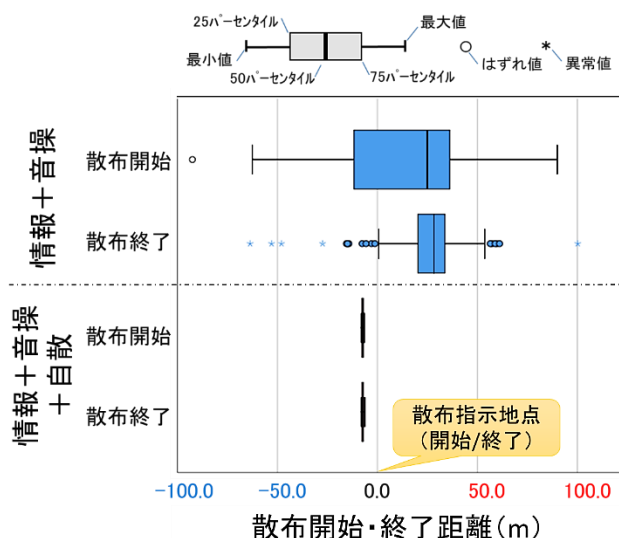 25パーセンタイル
最大値
最小値
50パーセンタイル
75パーセンタイル
はずれ値
* 異常値
情報＋音操
散布開始
散布終了
情報＋音操
＋自散
散布開始
散布終了
散布指示地点
(開始/終了)
-100.0 -50.0 0.0 50.0 100.0
散布開始・終了距離(m)